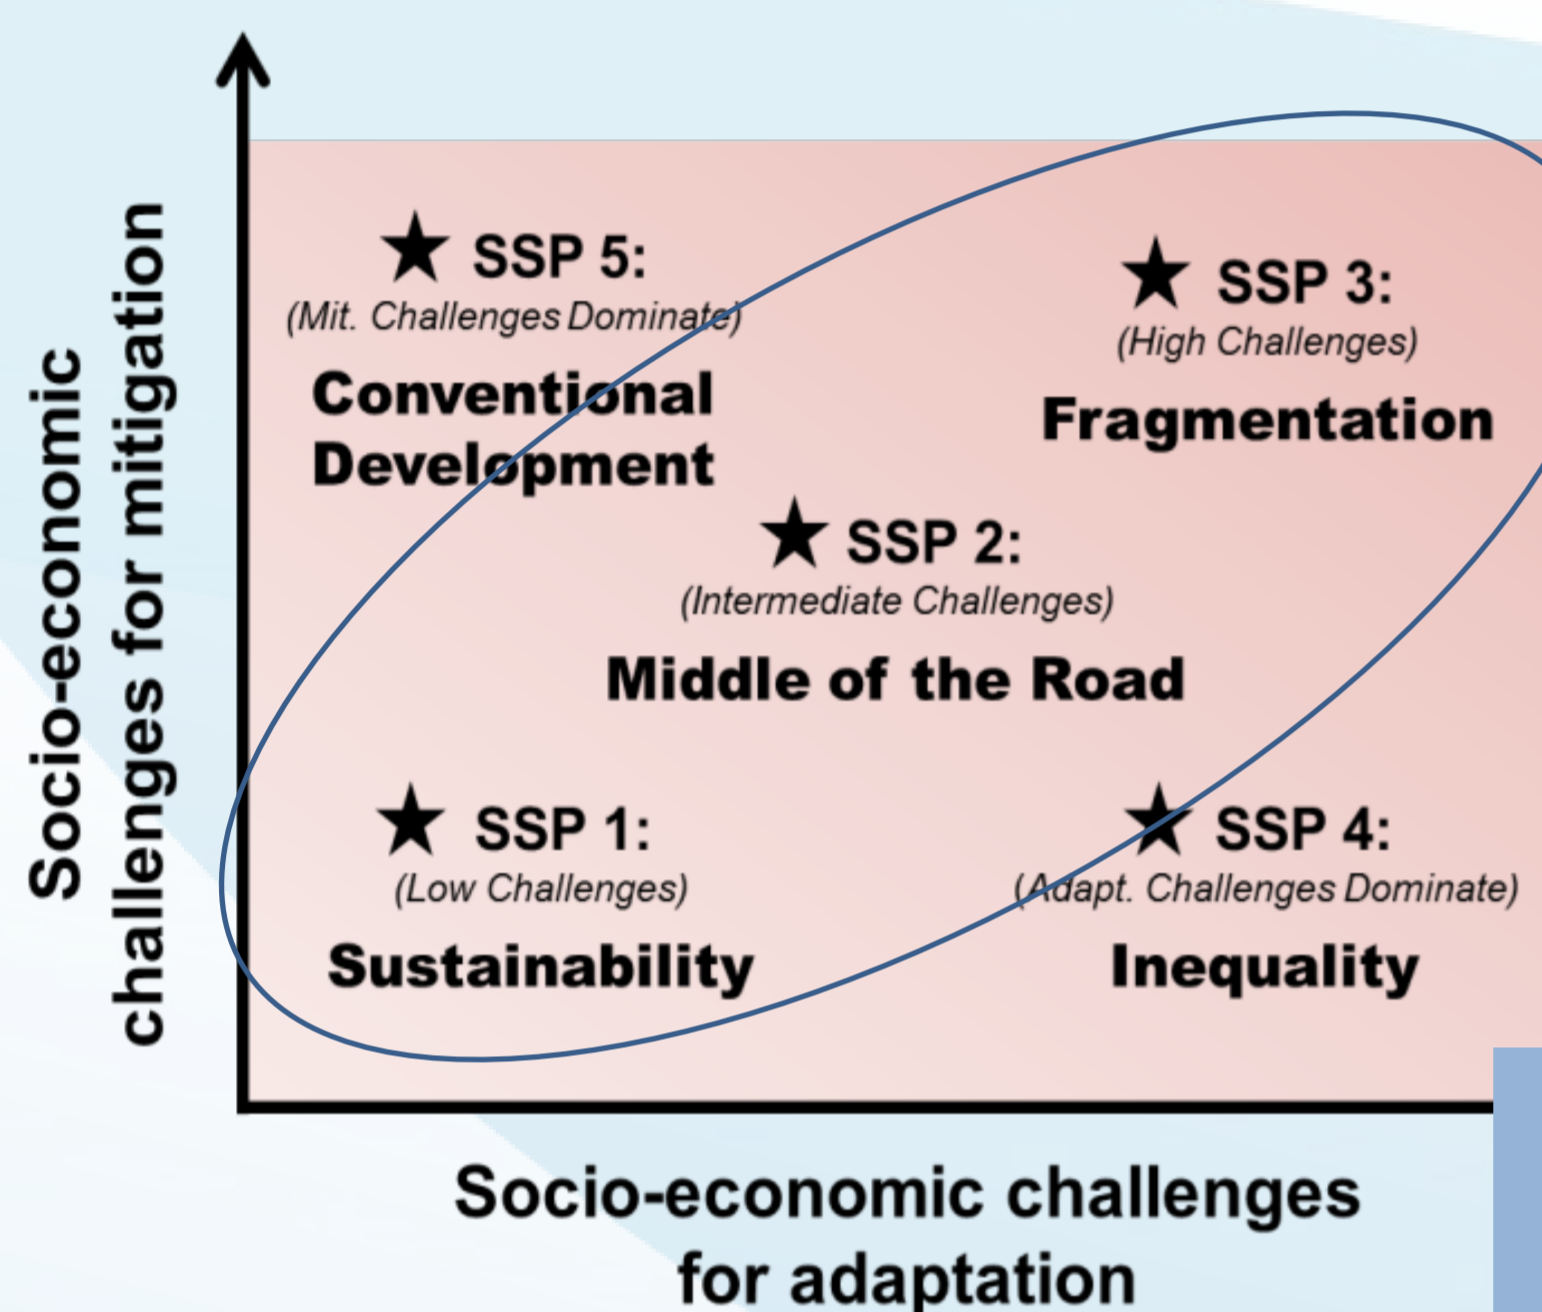 Socio-economic
challenges for mitigation
SSP 5:
(Mit. Challenges Dominate)
Conventional
Development
SSP 3:
(High Challenges)
Fragmentation
SSP 2:
(Intermediate Challenges)
Middle of the Road
SSP 1:
(Low Challenges)
Sustainability
SSP 4:
(Adapt. Challenges Dominate)
Inequality
Socio-economic challenges
for adaptation